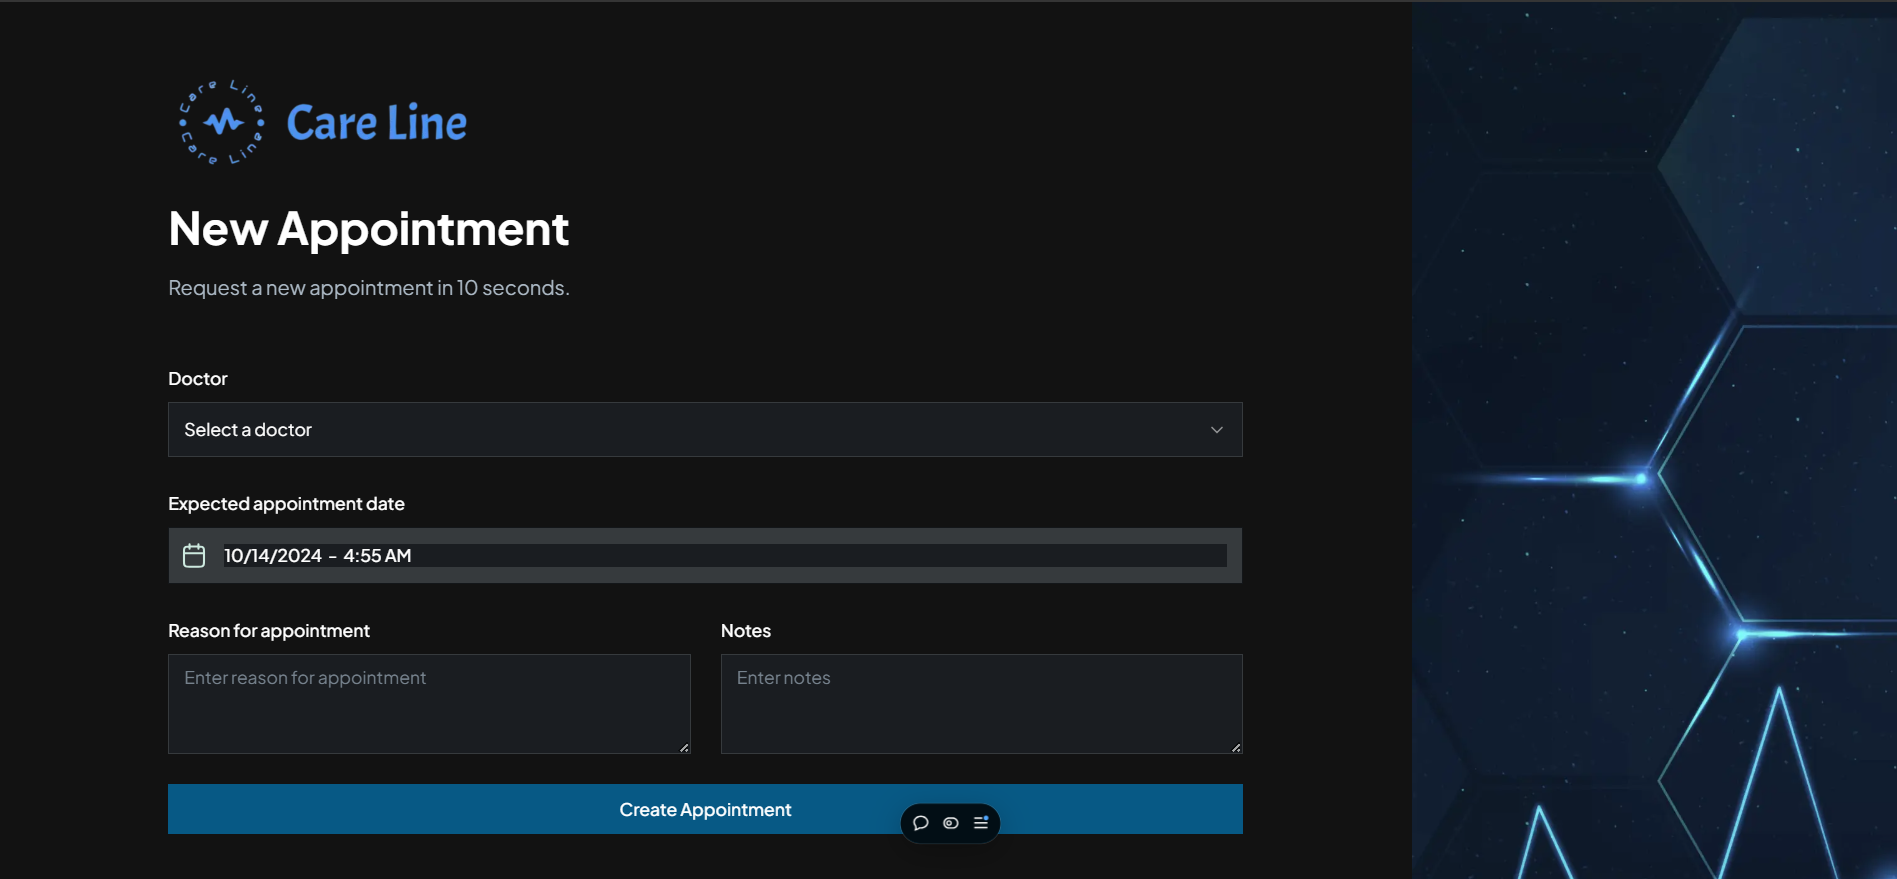 Care Line
Care Line
Care Line
New Appointment
Request a new appointment in 10 seconds.
Doctor
Select a doctor
Expected appointment date
10/14/2024 - 4:55 AM
Reason for appointment
Notes
Enter reason for appointment
Enter notes
Create Appointment